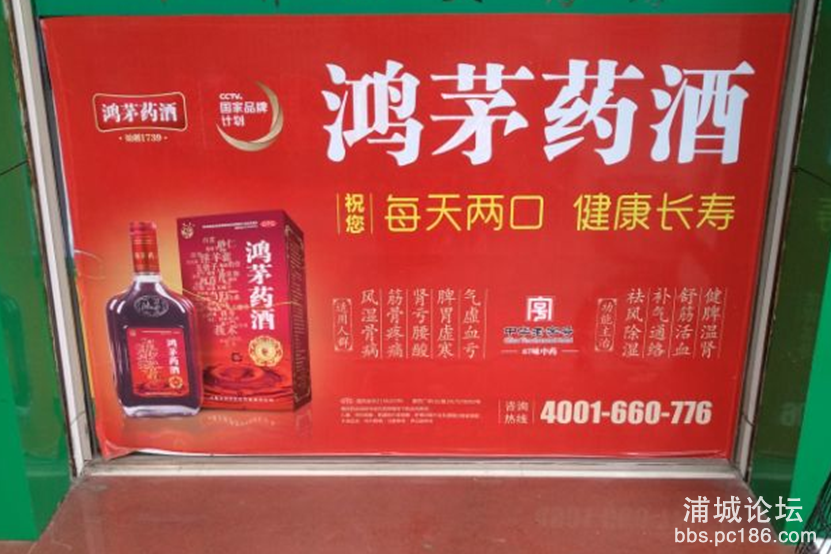 鸿茅药酒
始创1739
CCTV.
国家品牌
计划
鸿茅药酒
祝您
每天两口 健康长寿
鸿茅药酒
鸿茅药酒
适用人群
风湿骨病
筋骨疼痛
肾亏腰酸
脾胃虚寒
气虚血亏
中华老字号
67味中药
功能主治
祛风除湿
补气通络
舒筋活血
健脾温肾
咨询
热线
4001-660-776
浦城论坛
bbs.pc186.com